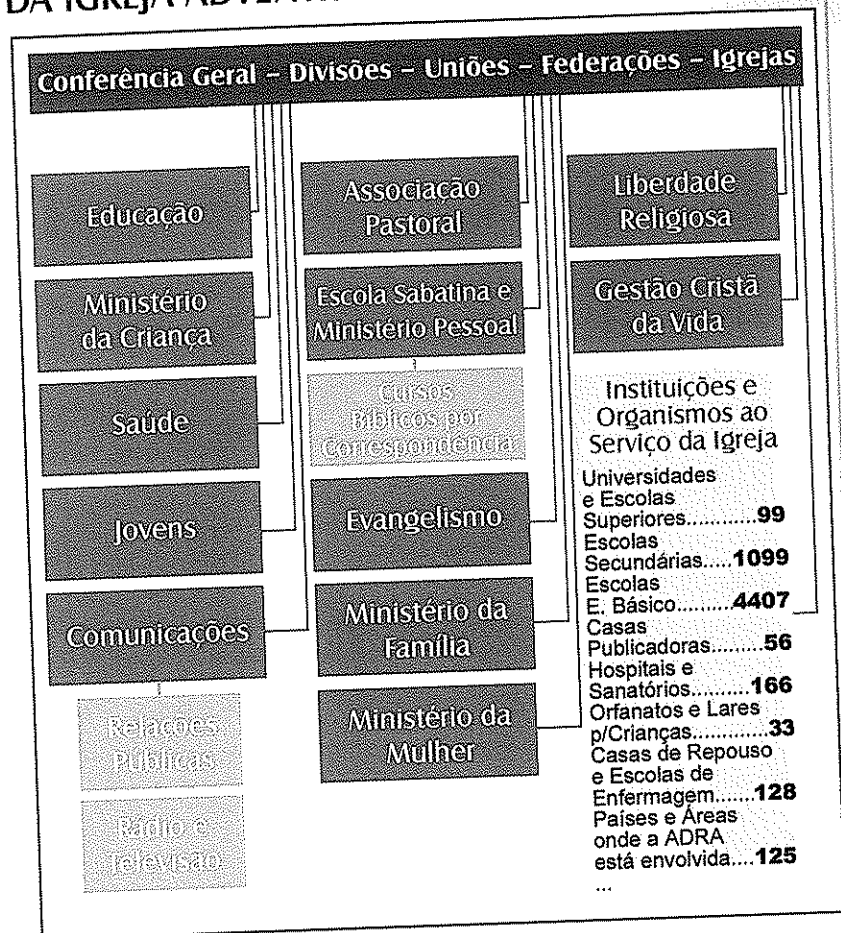 DA IGREJA
Conferência Geral – Divisões – Uniões – Federações – Igrejas
Educação
Ministério
da Criança
Saúde
Jovens
Comunicações
Relações
Públicas
Rádio e
Televisão
Associação
Pastoral
Escola Sabatina e
Ministério Pessoal
Cursos
Bíblicos por
Correspondência
Evangelismo
Ministério da
Família
Ministério da
Mulher
Liberdade
Religiosa
Gestão Cristã
da Vida
Instituições e
Organismos ao
Serviço da Igreja
Universidades
e Escolas
Superiores...........99
Escolas
Secundárias.....1099
Escolas
E. Básico.........4407
Casas
Publicadoras........56
Hospitais e
Sanatórios.........166
Orfanatos e Lares
p/Crianças............33
Casas de Repouso
e Escolas de
Enfermagem.......128
Países e Áreas
onde a ADRA
está envolvida....125
...